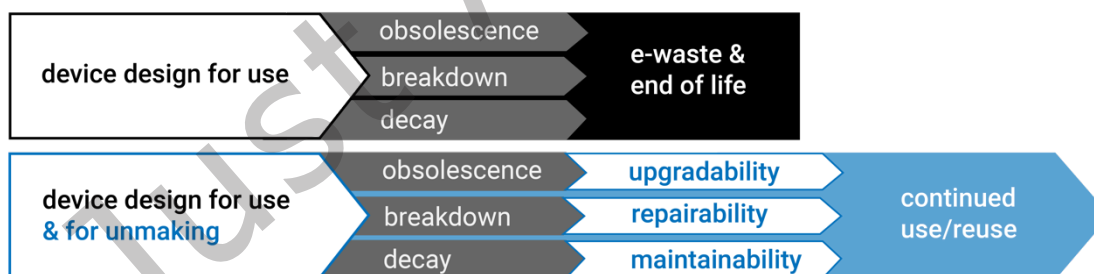 device design for use
obsolescence
breakdown
decay
e-waste &
end of life
device design for use
& for unmaking
obsolescence
breakdown
decay
upgradability
repairability
maintainability
continued
use/reuse
Just